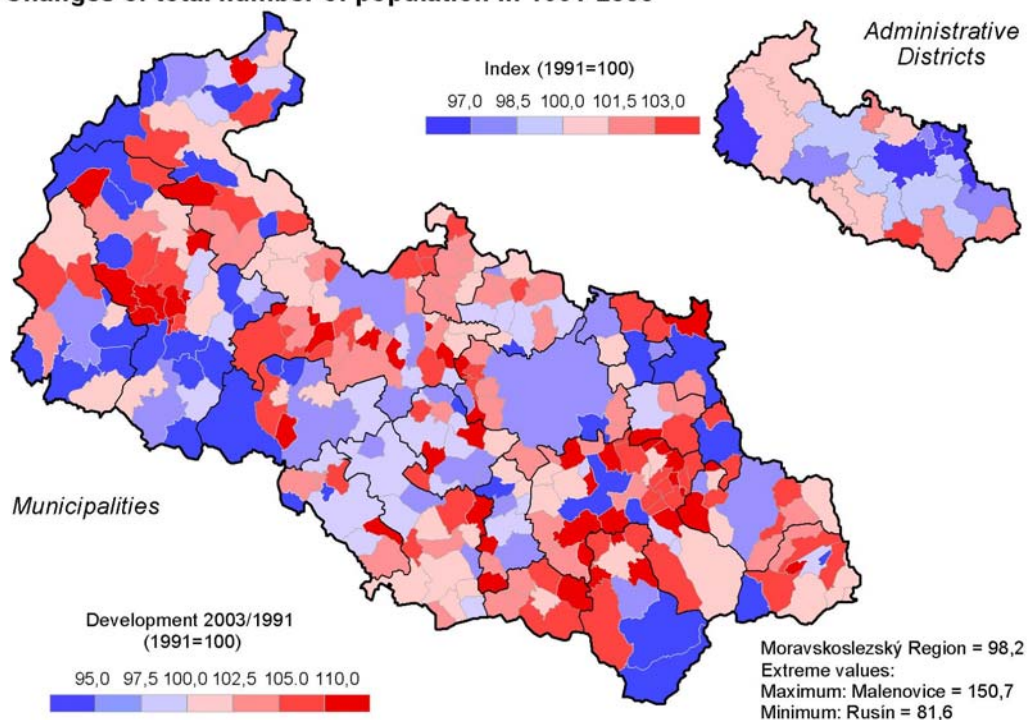 Administrative
Districts
Index (1991=100)
97,0 98,5 100,0 101,5 103,0
Municipalities
Development 2003/1991
(1991=100)
95,0 97,5 100,0 102,5 105.0 110,0
Moravskoslezský Region = 98,2
Extreme values:
Maximum: Malenovice = 150,7
Minimum: Rusín = 81,6